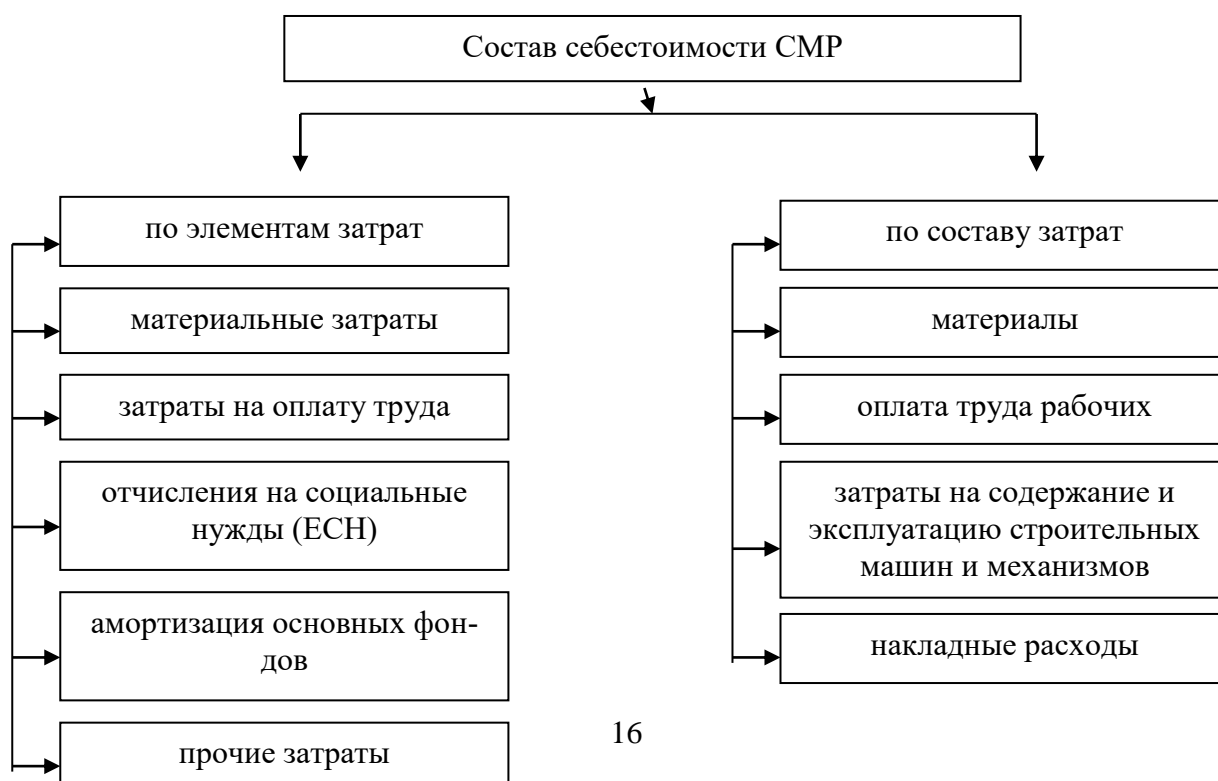 Состав себестоимости СМР
по элементам затрат
материальные затраты
затраты на оплату труда
отчисления на социальные
нужды (ЕСН)
амортизация основных фон-
дов
прочие затраты
по составу затрат
материалы
оплата труда рабочих
затраты на содержание и
эксплуатацию строительных
машин и механизмов
накладные расходы
16